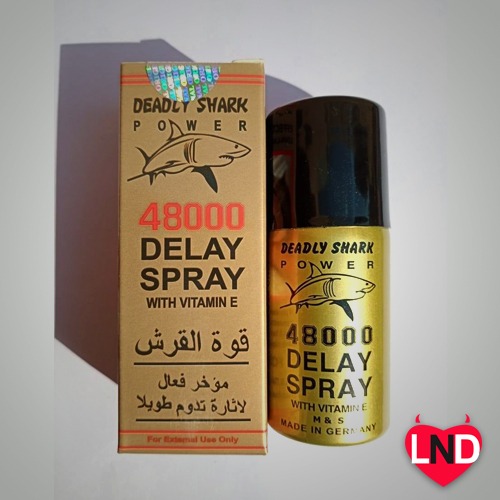 DEADLY SHARK
POWER
48000
DELAY
SPRAY
WITH VITAMIN E
قوة القرش
مؤخر فعال
لاثارة تدوم طويلا
For External Use Only
DEADLY SHARK
POWER
48000
DELAY
SPRAY
WITH VITAMIN E
M & S
MADE IN GERMANY
LND